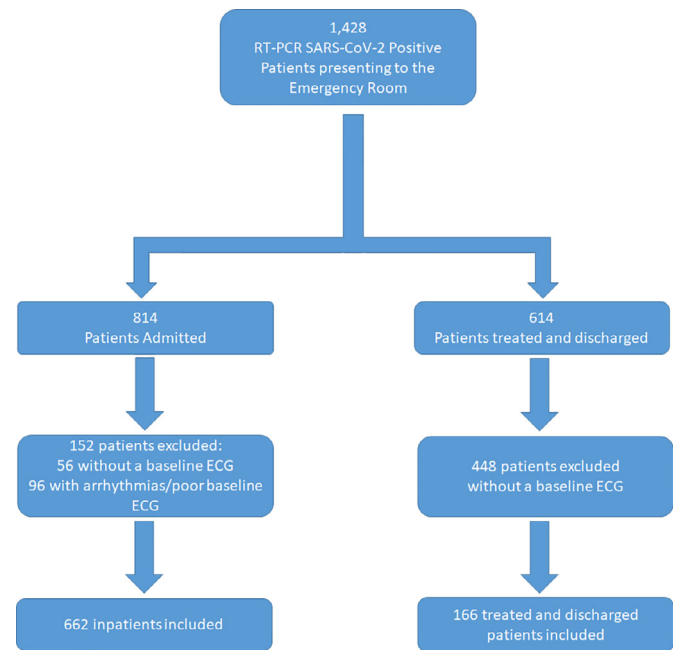 1,428
RT-PCR SARS-CoV-2 Positive
Patients presenting to the
Emergency Room
814
Patients Admitted
614
Patients treated and discharged
152 patients excluded:
56 without a baseline ECG
96 with arrhythmias/poor baseline
ECG
448 patients excluded
without a baseline ECG
662 inpatients included
166 treated and discharged
patients included